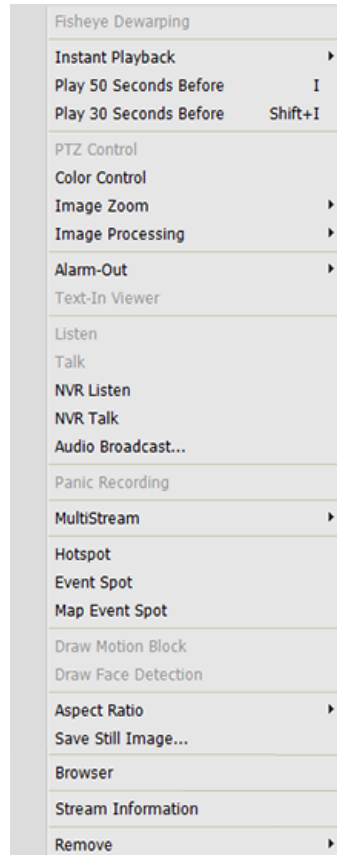 Fisheye Dewarping
Instant Playback
Play 50 Seconds Before I
Play 30 Seconds Before Shift+I
PTZ Control
Color Control
Image Zoom
Image Processing
Alarm-Out
Text-In Viewer
Listen
Talk
NVR Listen
NVR Talk
Audio Broadcast...
Panic Recording
MultiStream
Hotspot
Event Spot
Map Event Spot
Draw Motion Block
Draw Face Detection
Aspect Ratio
Save Still Image...
Browser
Stream Information
Remove